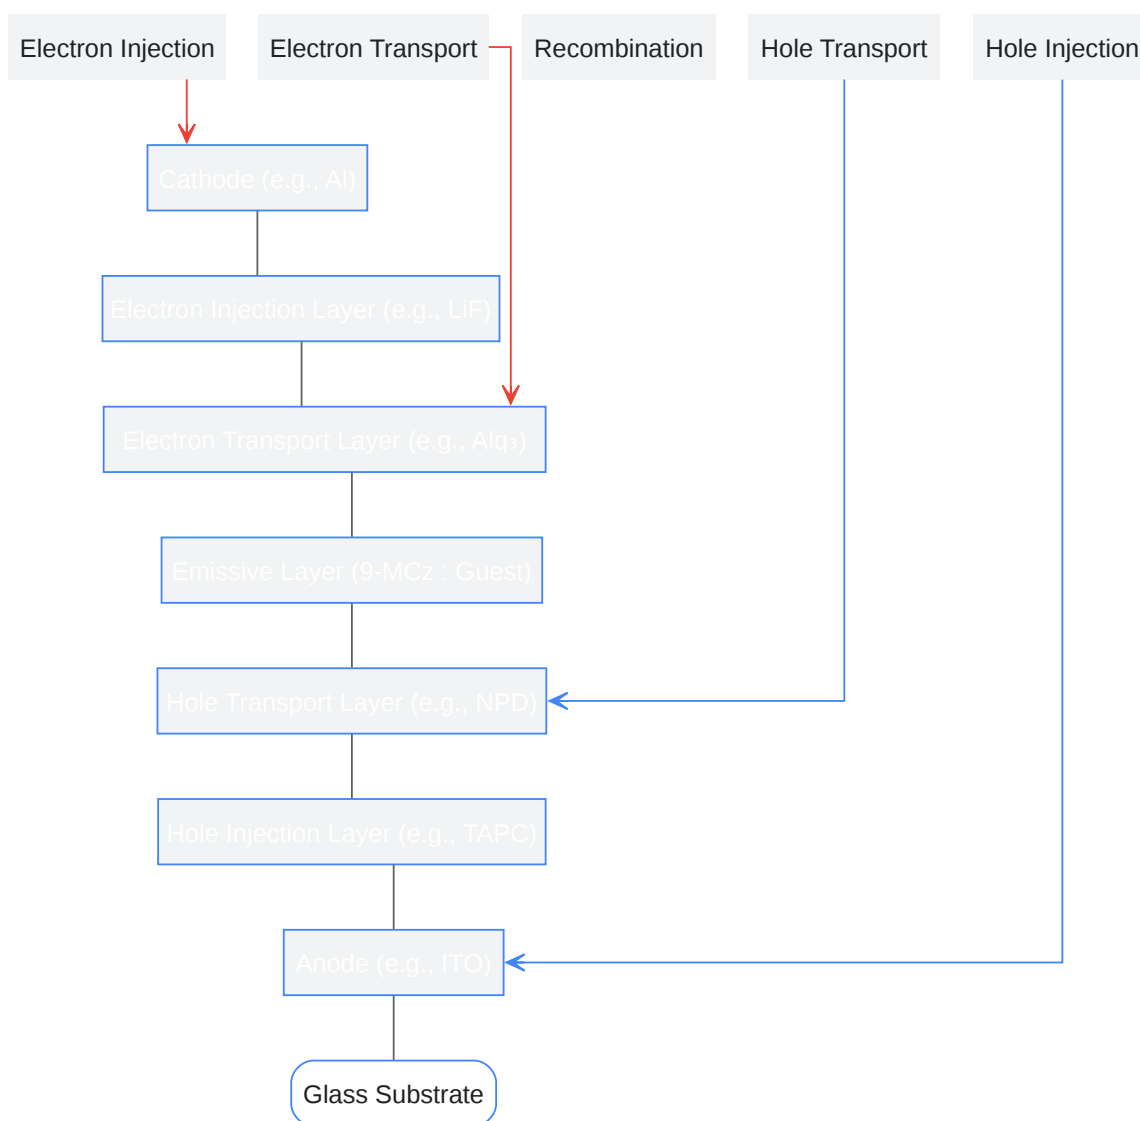 Electron Injection
Electron Transport
Recombination
Hole Transport
Hole Injection
Cathode (e.g., Al)
Electron Injection Layer (e.g., LiF)
Electron Transport Layer (e.g., Alq₃)
Emissive Layer (9-MCz : Guest)
Hole Transport Layer (e.g., NPD)
Hole Injection Layer (e.g., TAPC)
Anode (e.g., ITO)
Glass Substrate